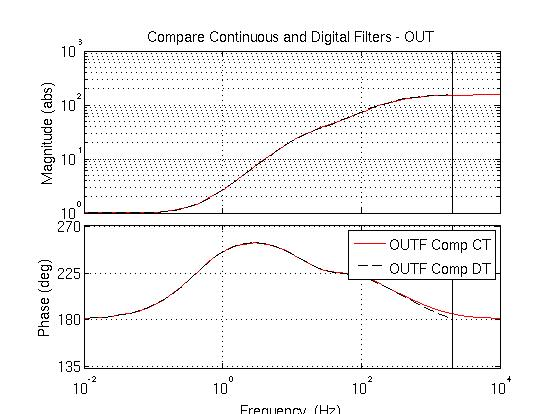 Compare Continuous and Digital Filters - OUT
10^3
10^2
10^1
10^0
Magnitude (abs)
270
225
180
135
Phase (deg)
OUTF Comp CT
OUTF Comp DT
10^-2 10^0 10^2 10^4
Frequency (Hz)